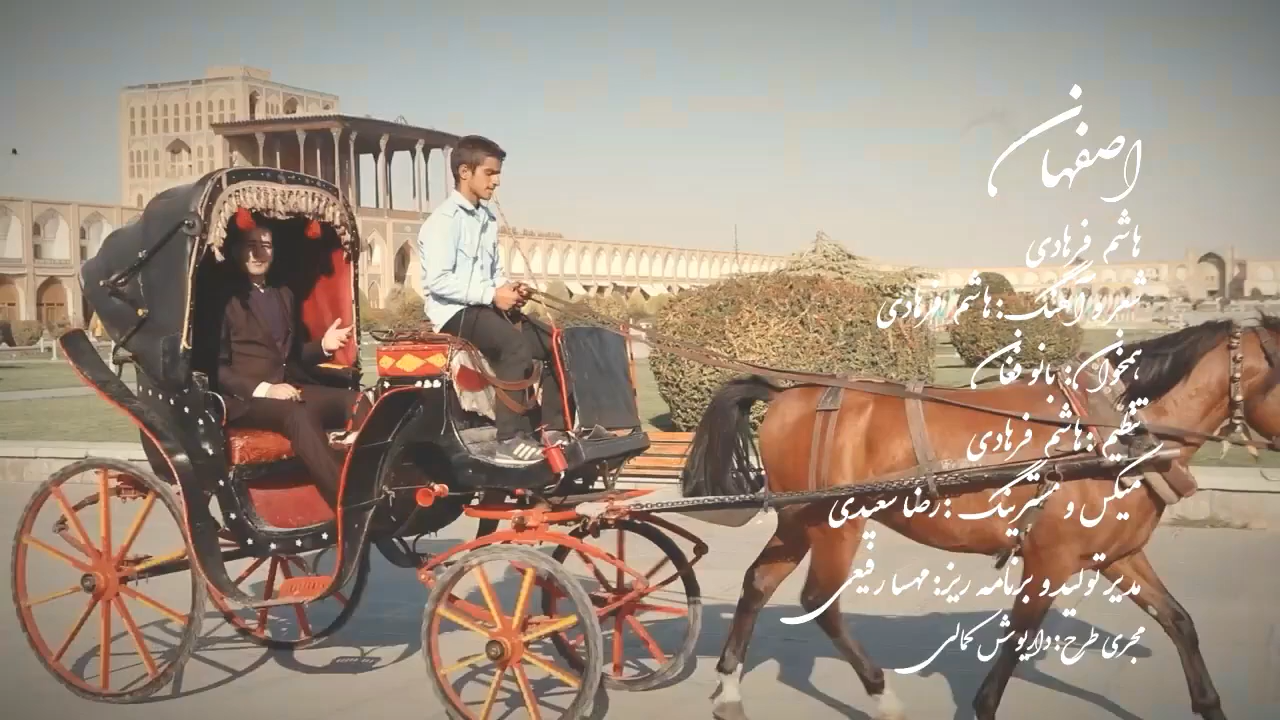 اصفهان
هاشم فرهادی
شعر و آهنگ: هاشم فرهادی
همخوان: بانو فغان
تنظیم: هاشم فرهادی
میکس و مسترینگ: رضا سعیدی
مدیر تولید و برنامه ریز: مهسا رفیعی
مجری طرح: داریوش کمالی